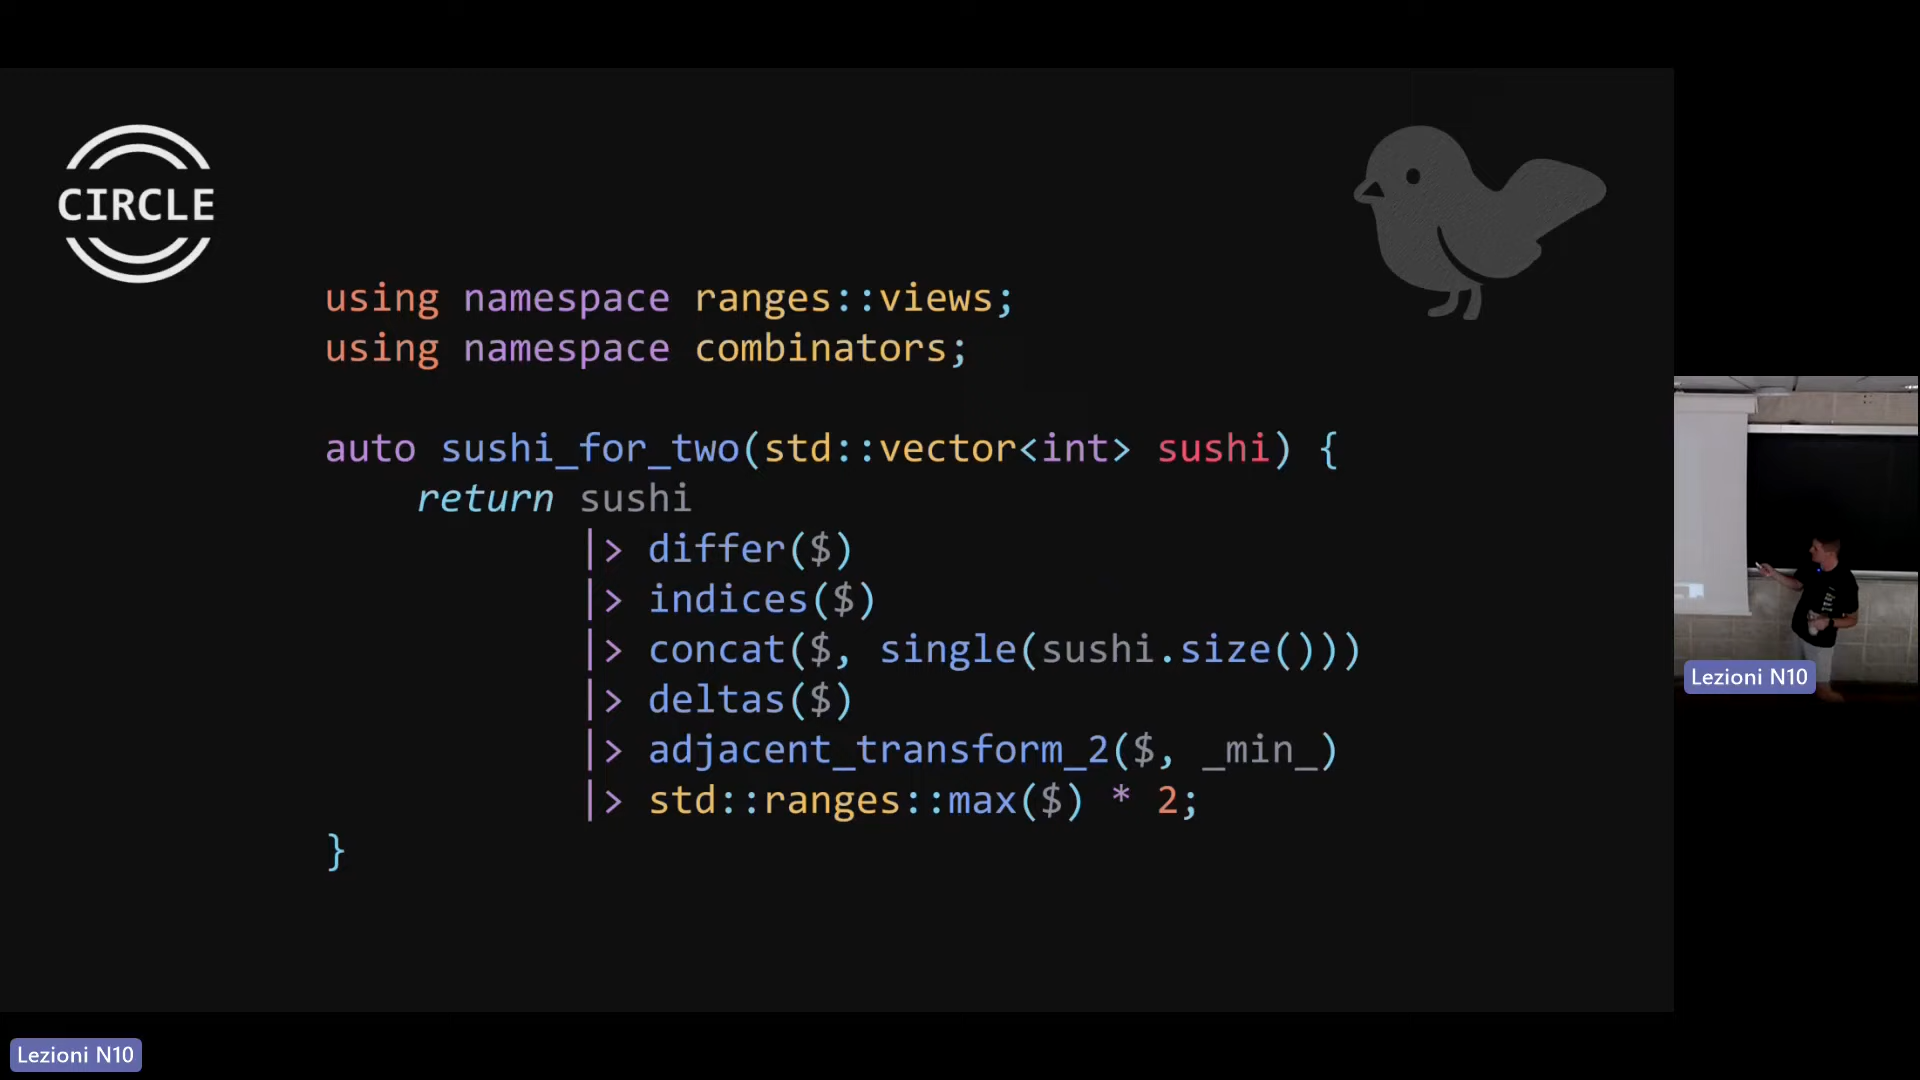 CIRCLE
using namespace ranges::views;
using namespace combinators;
auto sushi_for_two(std::vector<int> sushi) {
return sushi
|> differ($)
|> indices($)
|> concat($, single(sushi.size()))
|> deltas($)
|> adjacent_transform_2($, _min_)
|> std::ranges::max($) * 2;
}
Lezioni N10
Lezioni N10